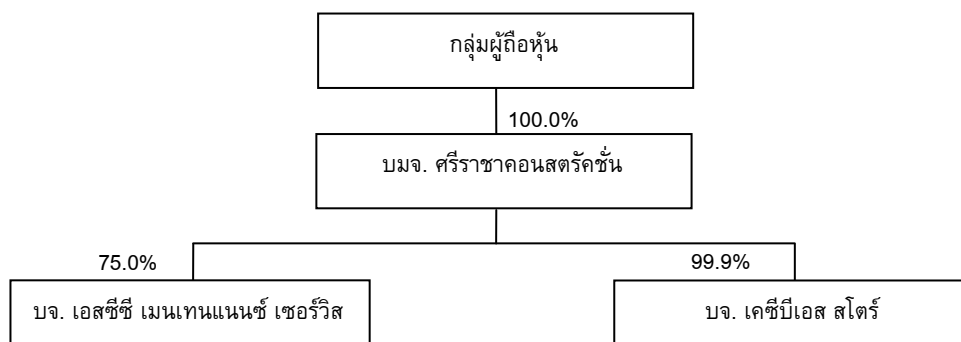 กลุ่มผู้ถือหุ้น
100.0%
บมจ. ศรีราชาคอนสตรัคชั่น
75.0%
99.9%
บจ. เอสซีซี เมนเทนแนนซ์ เซอร์วิส
บจ. เคซีบีเอส สโตร์